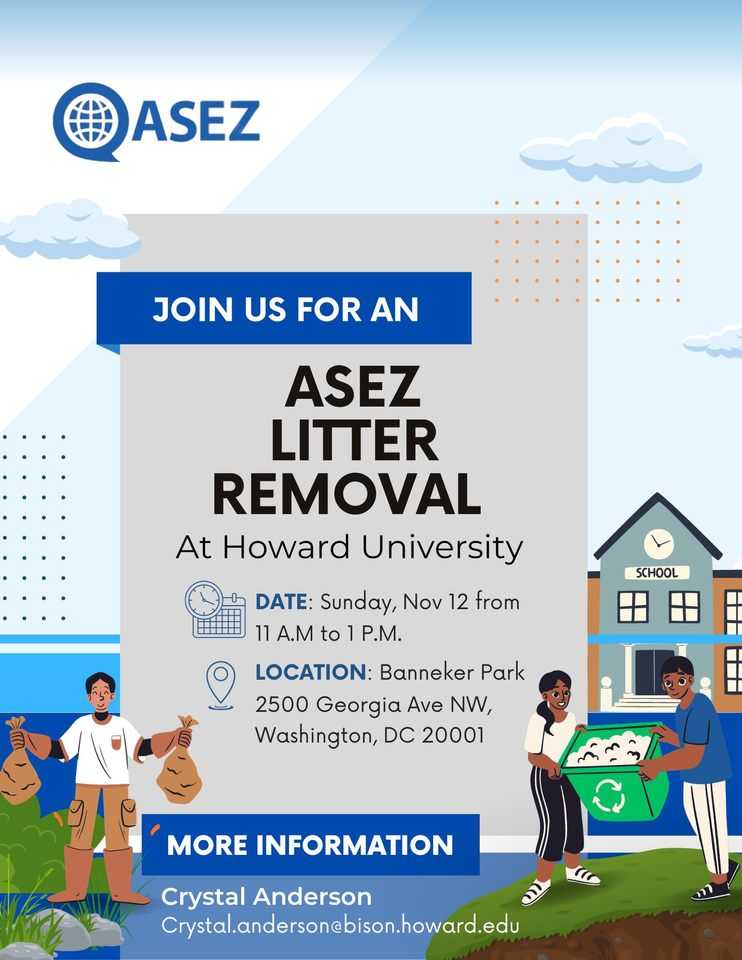 ASEZ
JOIN US FOR AN
ASEZ
LITTER
REMOVAL
At Howard University
DATE: Sunday, Nov 12 from
11 A.M to 1 P.M.
LOCATION: Banneker Park
2500 Georgia Ave NW,
Washington, DC 20001
SCHOOL
MORE INFORMATION
Crystal Anderson
Crystal.anderson@bison.howard.edu